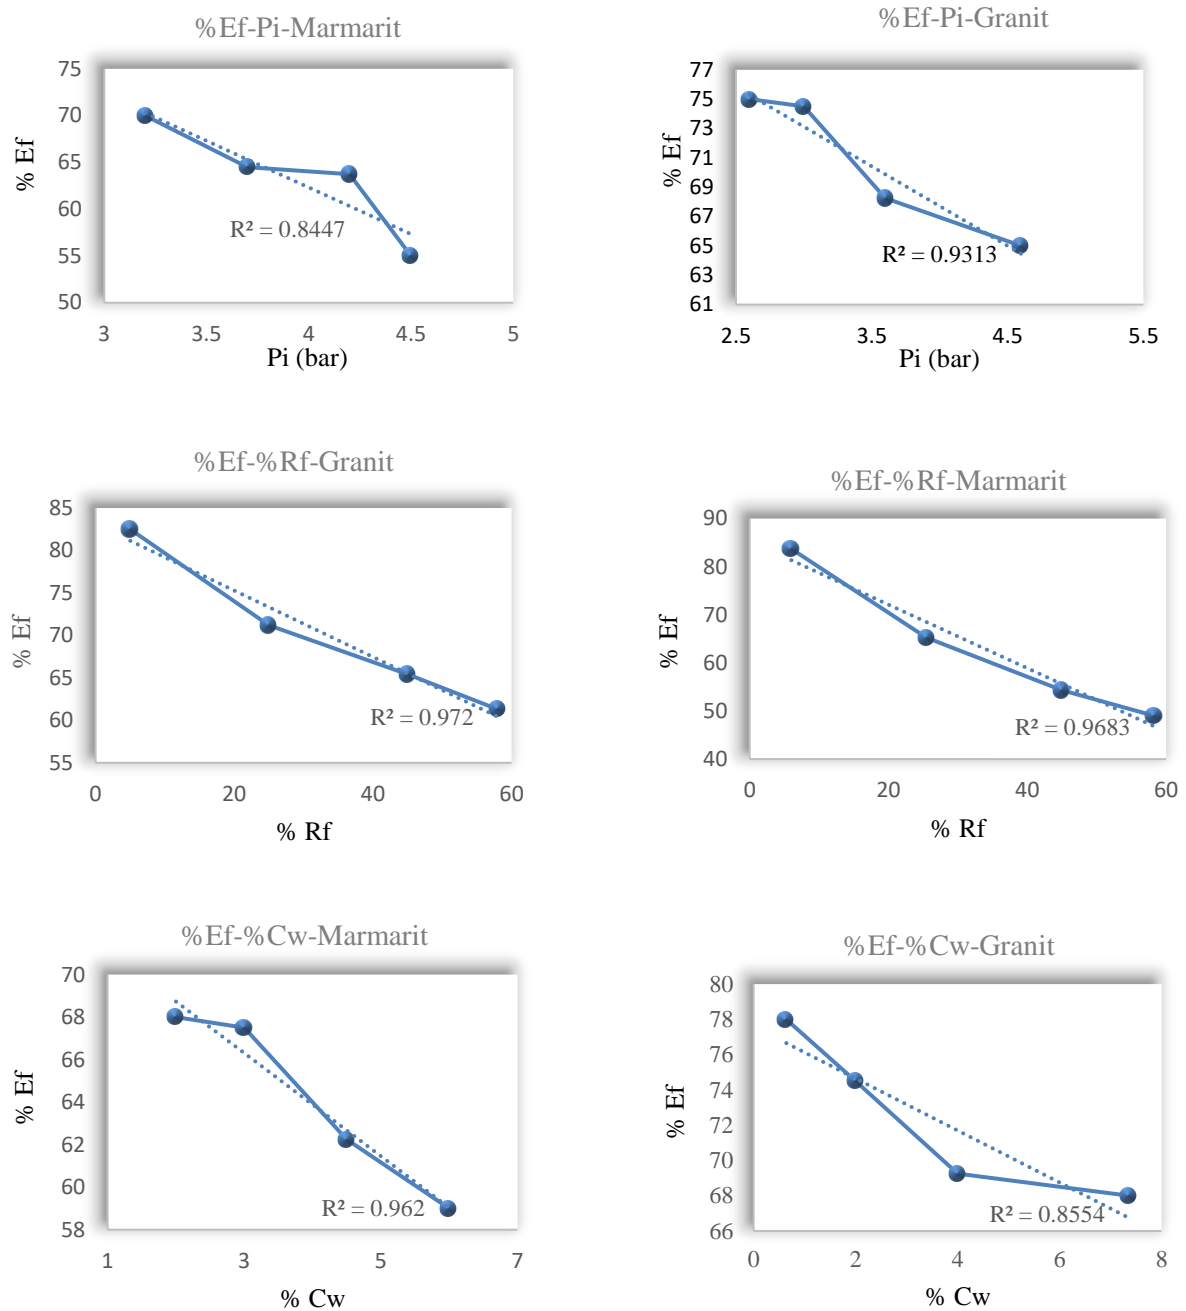 %Ef-Pi-Marmarit
75
70
65
60
55
50
% Ef
R² = 0.8447
3 3.5 4 4.5 5
Pi (bar)
%Ef-Pi-Granit
77
75
73
71
69
67
65
63
61
% Ef
R² = 0.9313
2.5 3.5 4.5 5.5
Pi (bar)
%Ef-%Rf-Granit
85
80
75
70
65
60
55
% Ef
R² = 0.972
0 20 40 60
% Rf
%Ef-%Rf-Marmarit
90
80
70
60
50
40
% Ef
R² = 0.9683
0 20 40 60
% Rf
%Ef-%Cw-Marmarit
70
68
66
64
62
60
58
% Ef
R² = 0.962
1 3 5 7
% Cw
%Ef-%Cw-Granit
80
78
76
74
72
70
68
66
% Ef
R² = 0.8554
0 2 4 6 8
% Cw